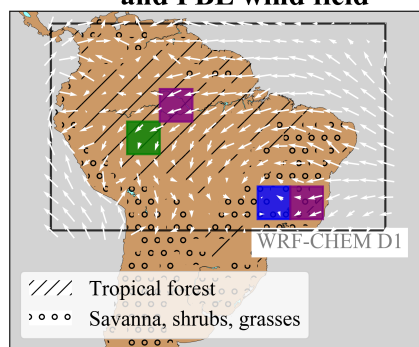 and PBL wind field
WRF-CHEM D1
Tropical forest
Savanna, shrubs, grasses